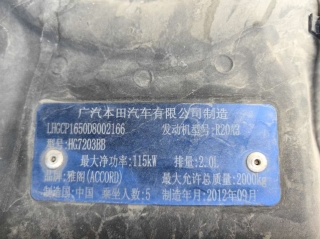 广汽本田汽车有限公司制造
LHGCP1650D8002166 发动机型号:R20A3
型号:HG7203BB
最大净功率:115kW 排量:2.0L
品牌:雅阁(ACCORD) 最大允许总质量:2000kg
制造国:中国 乘坐人数:5 制造年月:2012年09月